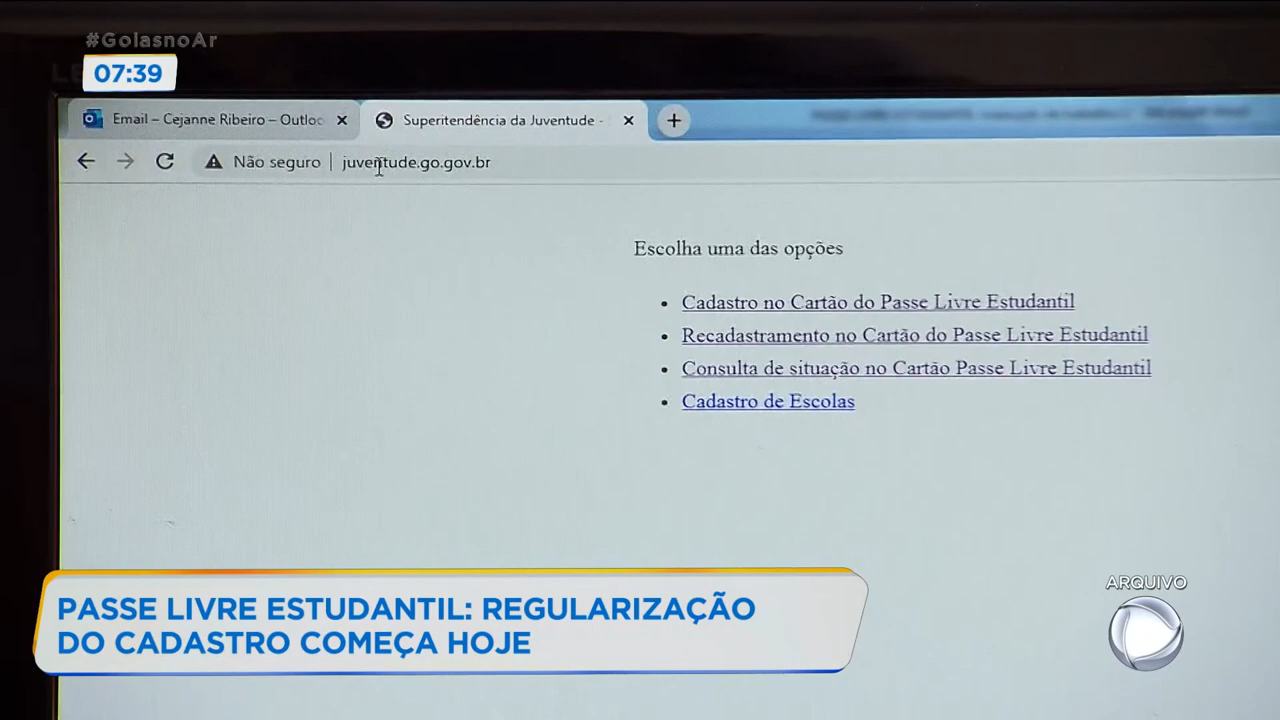 #GoiasnoAr
07:39
Email – Cejanne Ribeiro – Outloo
Superitendência da Juventude -
Não seguro
juventude.go.gov.br
Escolha uma das opções
Cadastro no Cartão do Passe Livre Estudantil
Recadastramento no Cartão do Passe Livre Estudantil
Consulta de situação no Cartão Passe Livre Estudantil
Cadastro de Escolas
PASSE LIVRE ESTUDANTIL: REGULARIZAÇÃO
DO CADASTRO COMEÇA HOJE
ARQUIVO